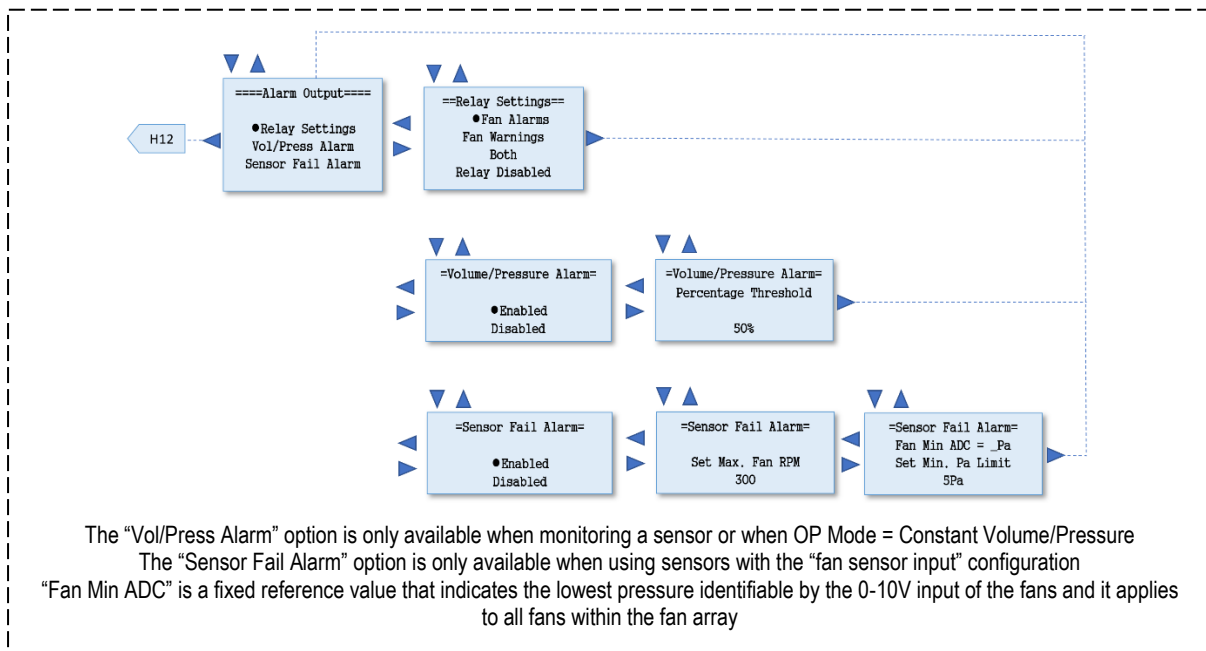 ====Alarm Output====
●Relay Settings
Vol/Press Alarm
Sensor Fail Alarm
H12
==Relay Settings==
●Fan Alarms
Fan Warnings
Both
Relay Disabled
=Volume/Pressure Alarm=
●Enabled
Disabled
=Volume/Pressure Alarm=
Percentage Threshold
50%
=Sensor Fail Alarm=
●Enabled
Disabled
=Sensor Fail Alarm=
Set Max. Fan RPM
300
=Sensor Fail Alarm=
Fan Min ADC = _Pa
Set Min. Pa Limit
5Pa
The “Vol/Press Alarm” option is only available when monitoring a sensor or when OP Mode = Constant Volume/Pressure
The “Sensor Fail Alarm” option is only available when using sensors with the “fan sensor input” configuration
“Fan Min ADC” is a fixed reference value that indicates the lowest pressure identifiable by the 0-10V input of the fans and it applies
to all fans within the fan array